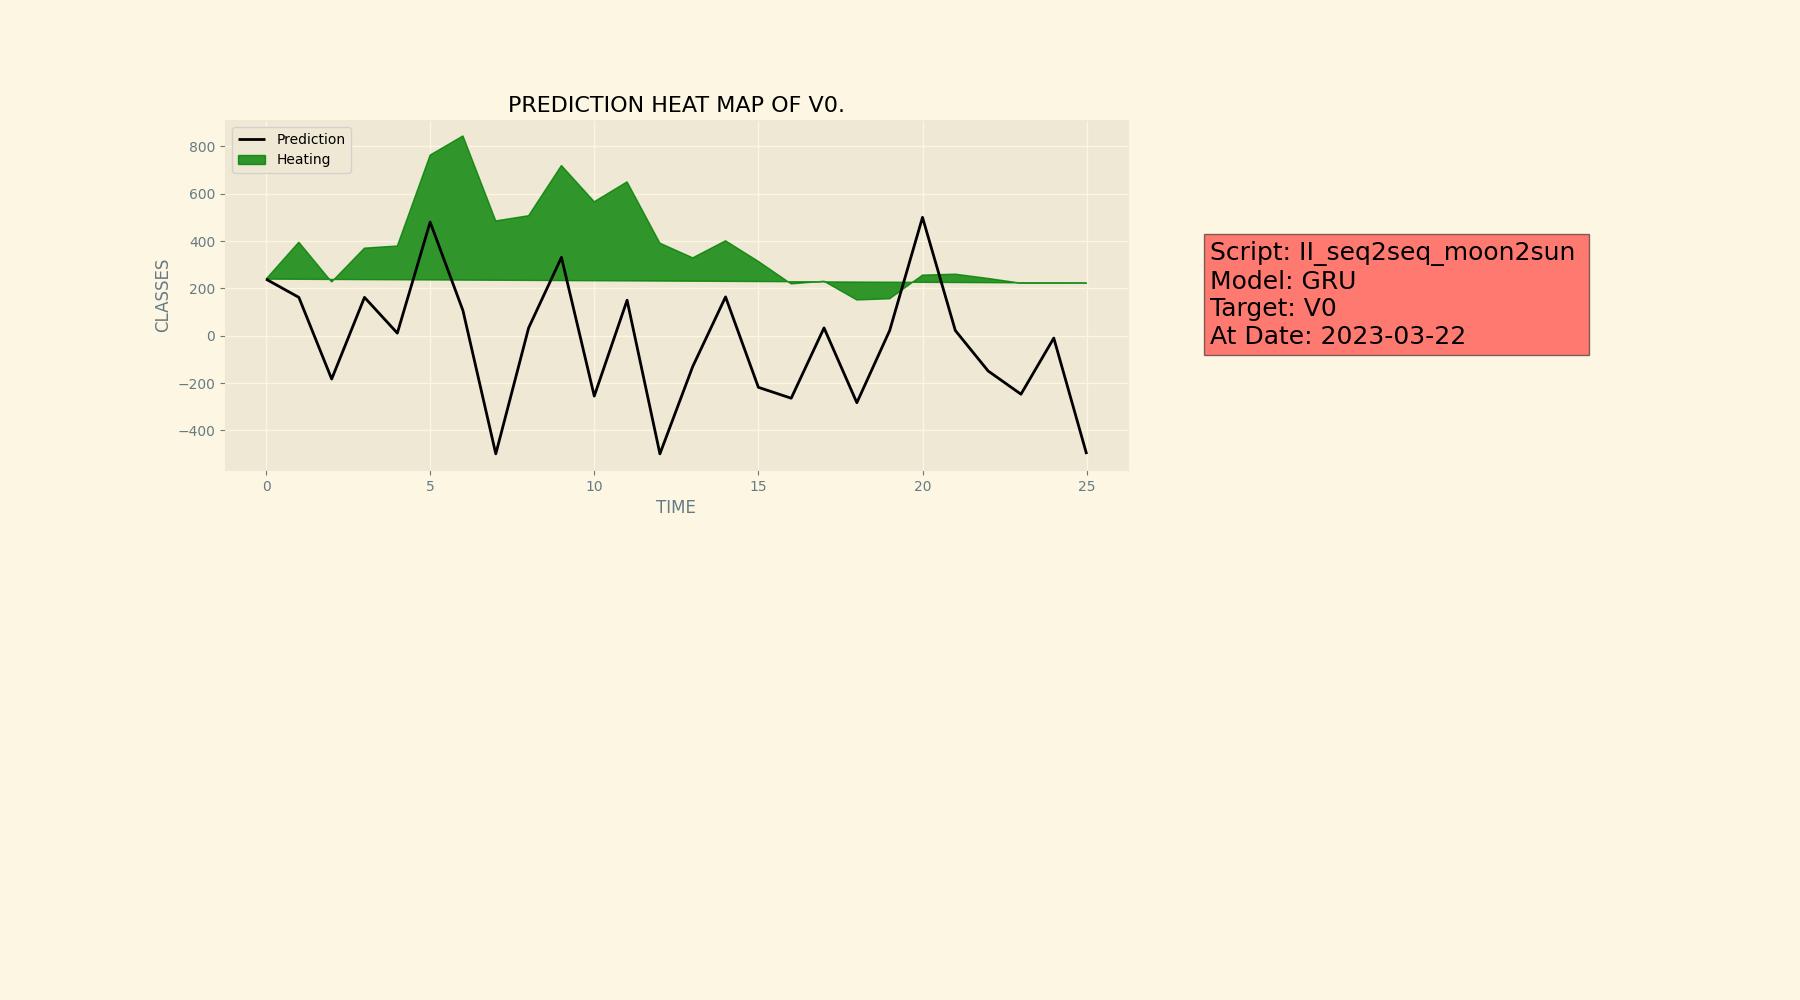 PREDICTION HEAT MAP OF V0.
Prediction
Heating
800
600
400
200
0
−200
−400
CLASSES
0 5 10 15 20 25
TIME
Script: II_seq2seq_moon2sun
Model: GRU
Target: V0
At Date: 2023-03-22